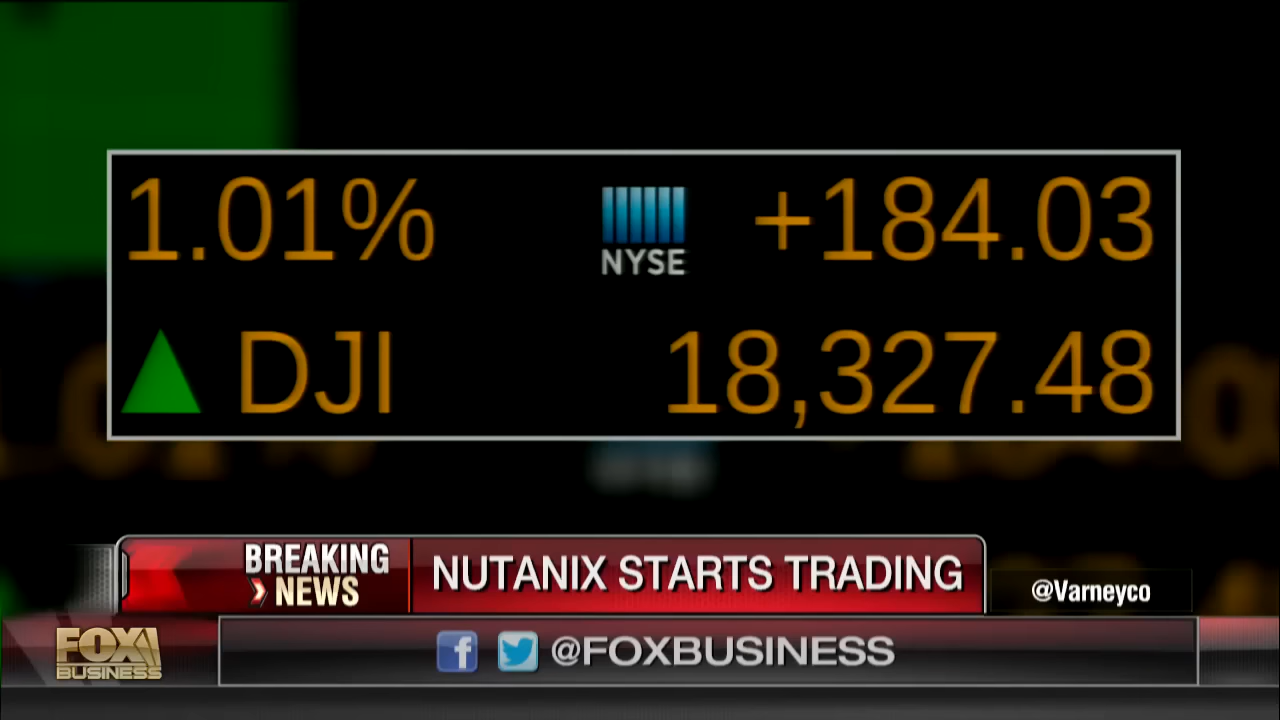 1.01%
NYSE
+184.03
DJI
18,327.48
BREAKING
NEWS
NUTANIX STARTS TRADING
@Varneyco
FOX
BUSINESS
f
@FOXBUSINESS